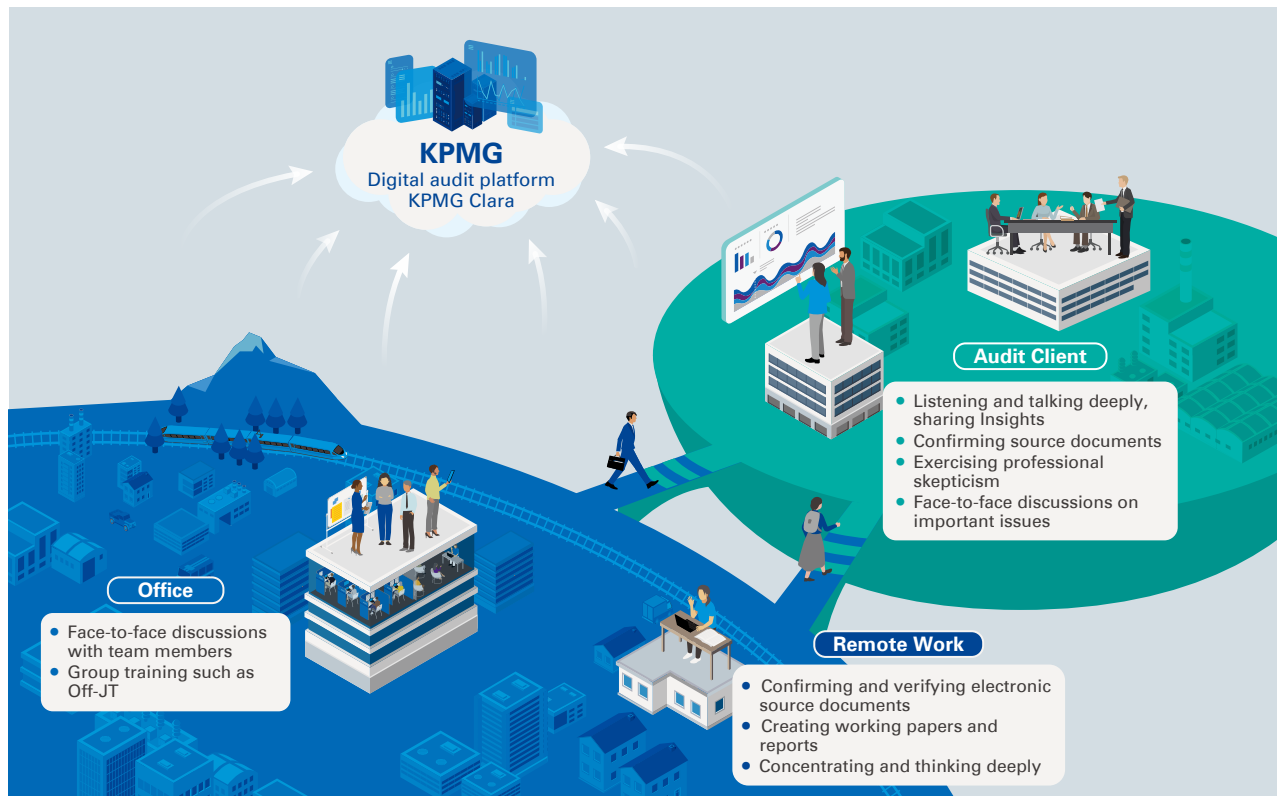 KPMG
Digital audit platform
KPMG Clara
Audit Client
• Listening and talking deeply,
sharing Insights
• Confirming source documents
• Exercising professional
skepticism
• Face-to-face discussions on
important issues
Office
• Face-to-face discussions
with team members
• Group training such as
Off-JT
Remote Work
• Confirming and verifying electronic
source documents
• Creating working papers and
reports
• Concentrating and thinking deeply